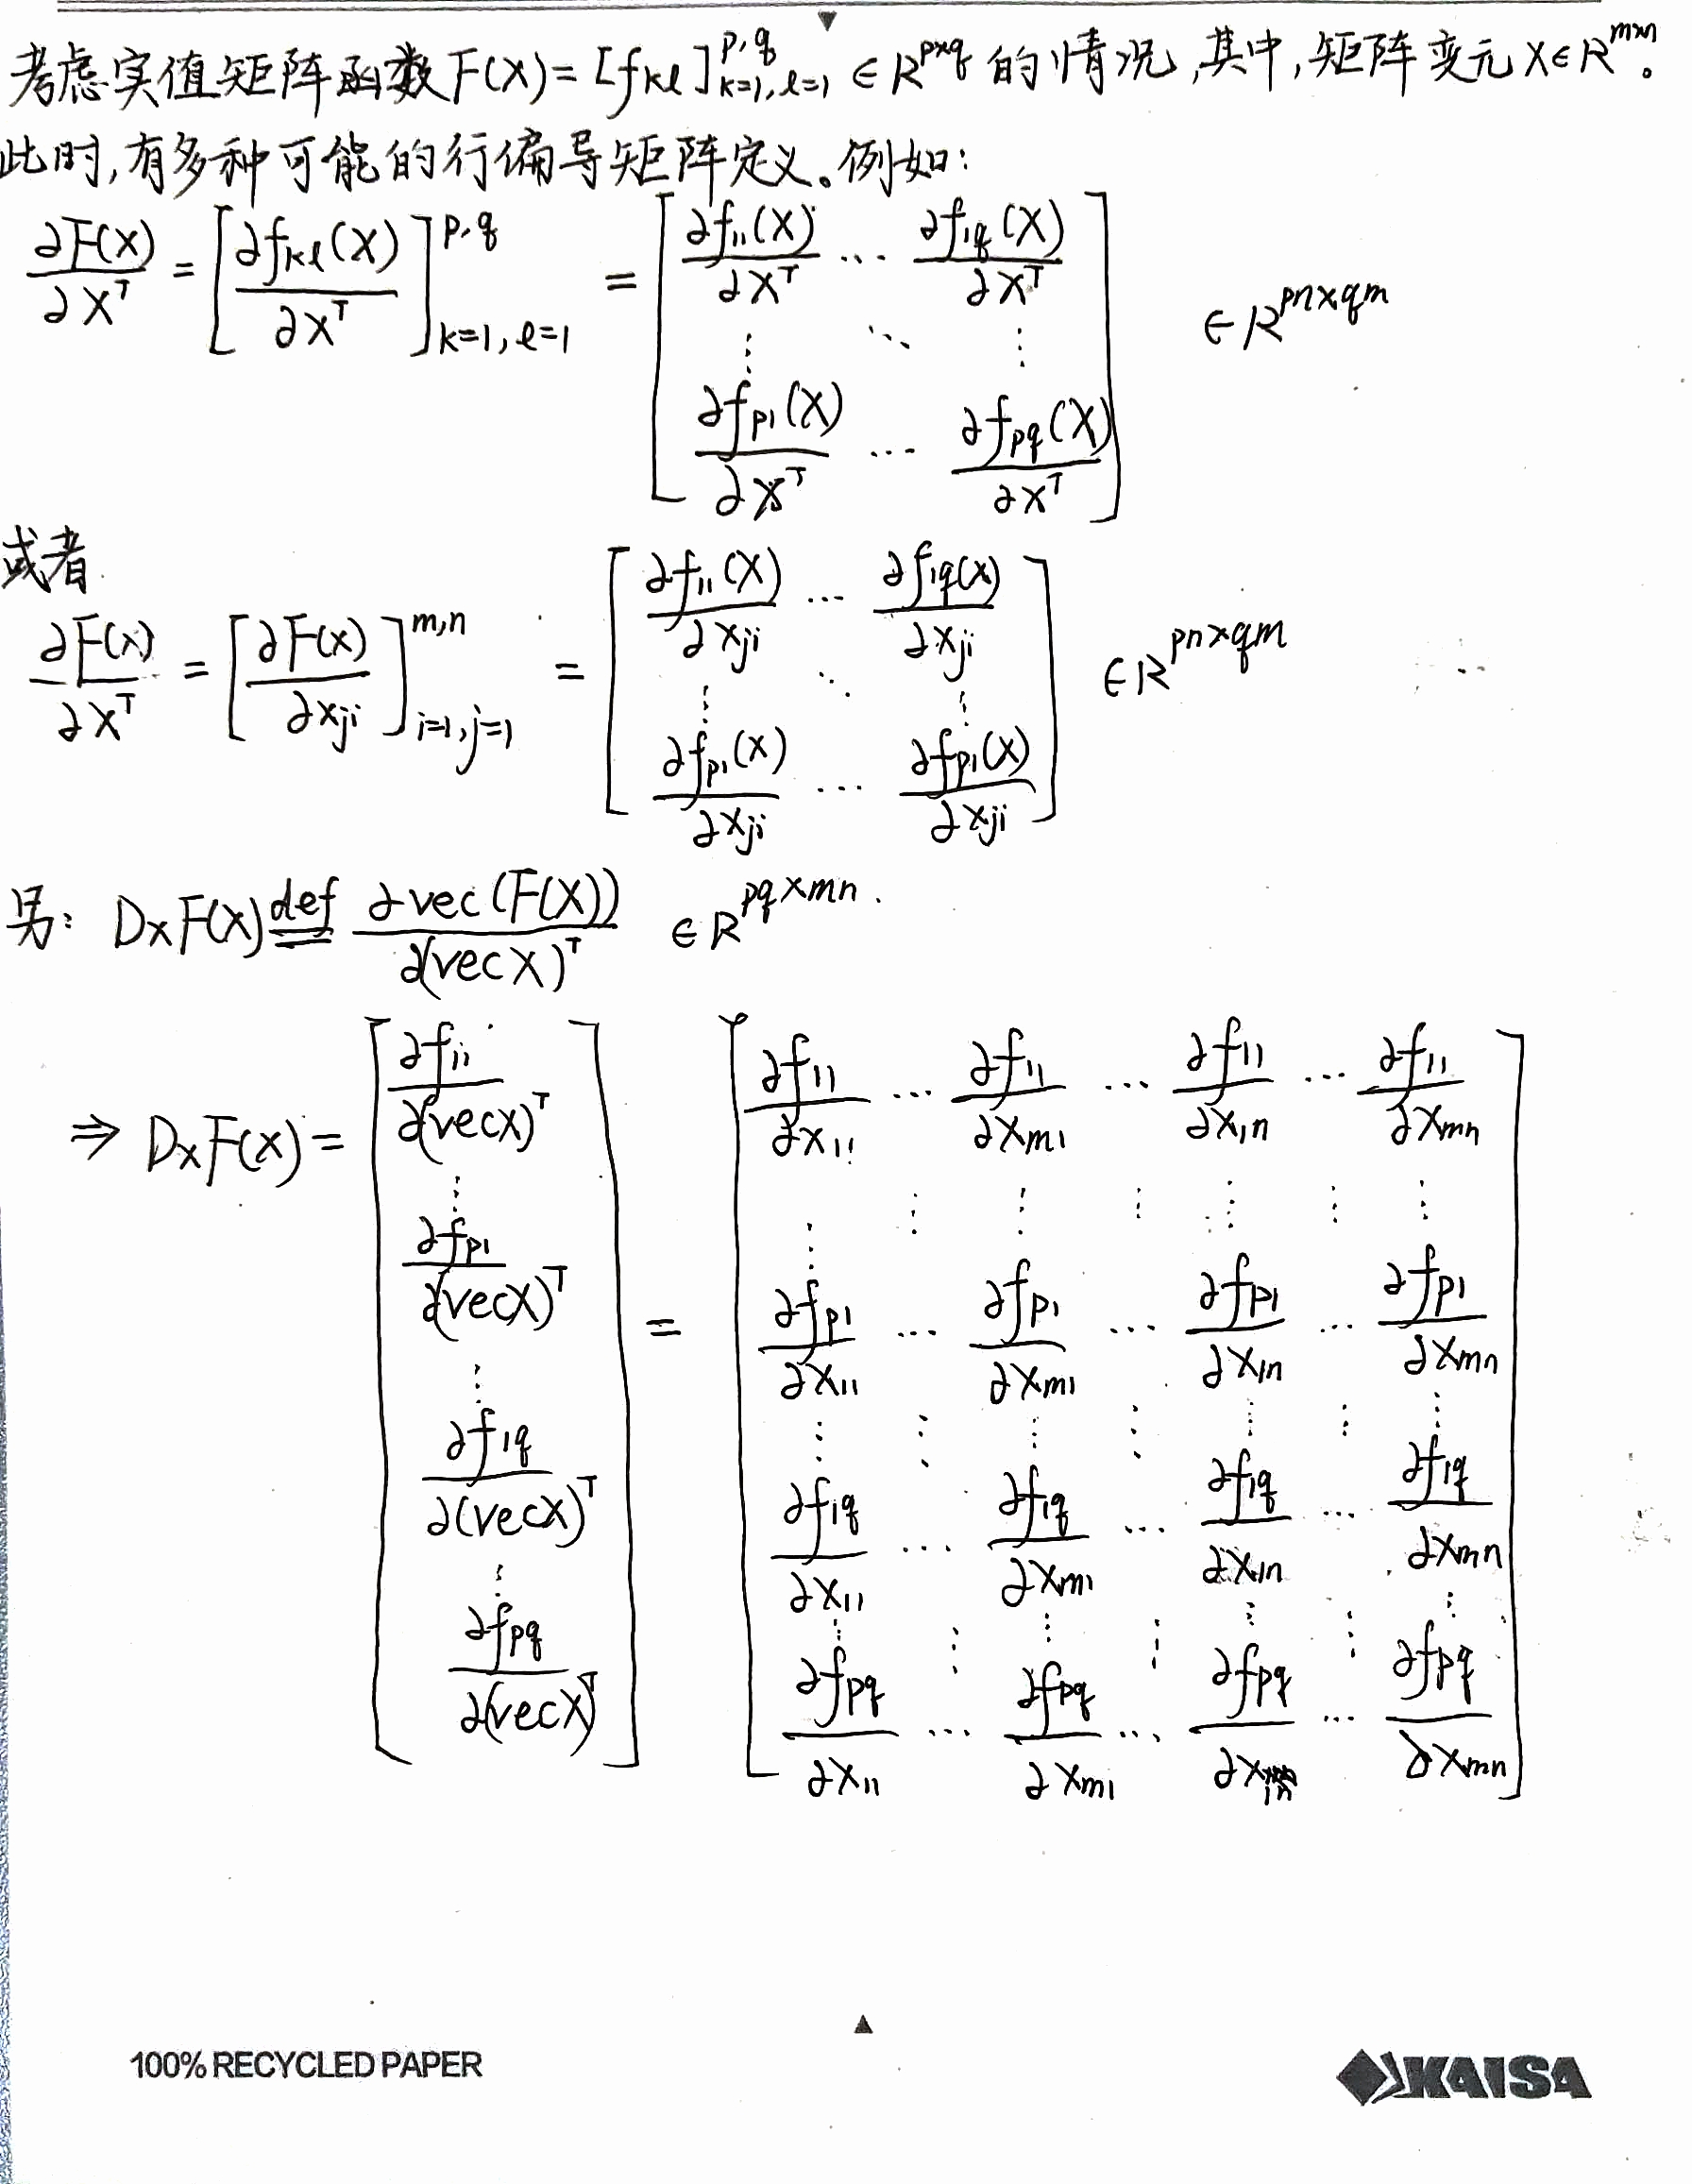 考虑实值矩阵函数 $F(X)=[f_{kl}]_{k=1,l=1}^{p,q} \in R^{p\times q}$ 的情况,其中,矩阵变元 $X\in R^{m\times n}$。
此时,有多种可能的行偏导矩阵定义。例如:
$\frac{\partial F(X)}{\partial X^T} = \left[\frac{\partial f_{kl}(X)}{\partial X^T}\right]_{k=1,l=1}^{p,q} = \begin{bmatrix} \frac{\partial f_{11}(X)}{\partial X^T} & \cdots & \frac{\partial f_{1q}(X)}{\partial X^T} \\ \vdots & \ddots & \vdots \\ \frac{\partial f_{p1}(X)}{\partial X^T} & \cdots & \frac{\partial f_{pq}(X)}{\partial X^T} \end{bmatrix} \in R^{pn\times qm}$
或者
$\frac{\partial F(x)}{\partial X^T} = \left[\frac{\partial F(x)}{\partial x_{ji}}\right]_{i=1,j=1}^{m,n} = \begin{bmatrix} \frac{\partial f_{11}(X)}{\partial x_{ji}} & \cdots & \frac{\partial f_{1q}(x)}{\partial x_{ji}} \\ \vdots & \ddots & \vdots \\ \frac{\partial f_{p1}(x)}{\partial x_{ji}} & \cdots & \frac{\partial f_{p1}(x)}{\partial x_{ji}} \end{bmatrix} \in R^{pn\times qm}$
另: $D_X F(X) \overset{def}{=} \frac{\partial vec(F(X))}{\partial (vec X)^T} \in R^{pq\times mn}.$
$\Rightarrow D_X F(x) = \begin{bmatrix} \frac{\partial f_{11}}{\partial (vec X)^T} \\ \vdots \\ \frac{\partial f_{p1}}{\partial (vec X)^T} \\ \vdots \\ \frac{\partial f_{1q}}{\partial (vec X)^T} \\ \vdots \\ \frac{\partial f_{pq}}{\partial (vec X)^T} \end{bmatrix} = \begin{bmatrix} \frac{\partial f_{11}}{\partial x_{11}} & \cdots & \frac{\partial f_{11}}{\partial x_{m1}} & \cdots & \frac{\partial f_{11}}{\partial x_{1n}} & \cdots & \frac{\partial f_{11}}{\partial x_{mn}} \\ \vdots & \vdots & \vdots & \vdots & \vdots & \vdots & \vdots \\ \frac{\partial f_{p1}}{\partial x_{11}} & \cdots & \frac{\partial f_{p1}}{\partial x_{m1}} & \cdots & \frac{\partial f_{p1}}{\partial x_{1n}} & \cdots & \frac{\partial f_{p1}}{\partial x_{mn}} \\ \vdots & \vdots & \vdots & \vdots & \vdots & \vdots & \vdots \\ \frac{\partial f_{1q}}{\partial x_{11}} & \cdots & \frac{\partial f_{1q}}{\partial x_{m1}} & \cdots & \frac{\partial f_{1q}}{\partial x_{1n}} & \cdots & \frac{\partial f_{1q}}{\partial x_{mn}} \\ \vdots & \vdots & \vdots & \vdots & \vdots & \vdots & \vdots \\ \frac{\partial f_{pq}}{\partial x_{11}} & \cdots & \frac{\partial f_{pq}}{\partial x_{m1}} & \cdots & \frac{\partial f_{pq}}{\partial x_{1n}} & \cdots & \frac{\partial f_{pq}}{\partial x_{mn}} \end{bmatrix}$
100% RECYCLED PAPER
KAISA